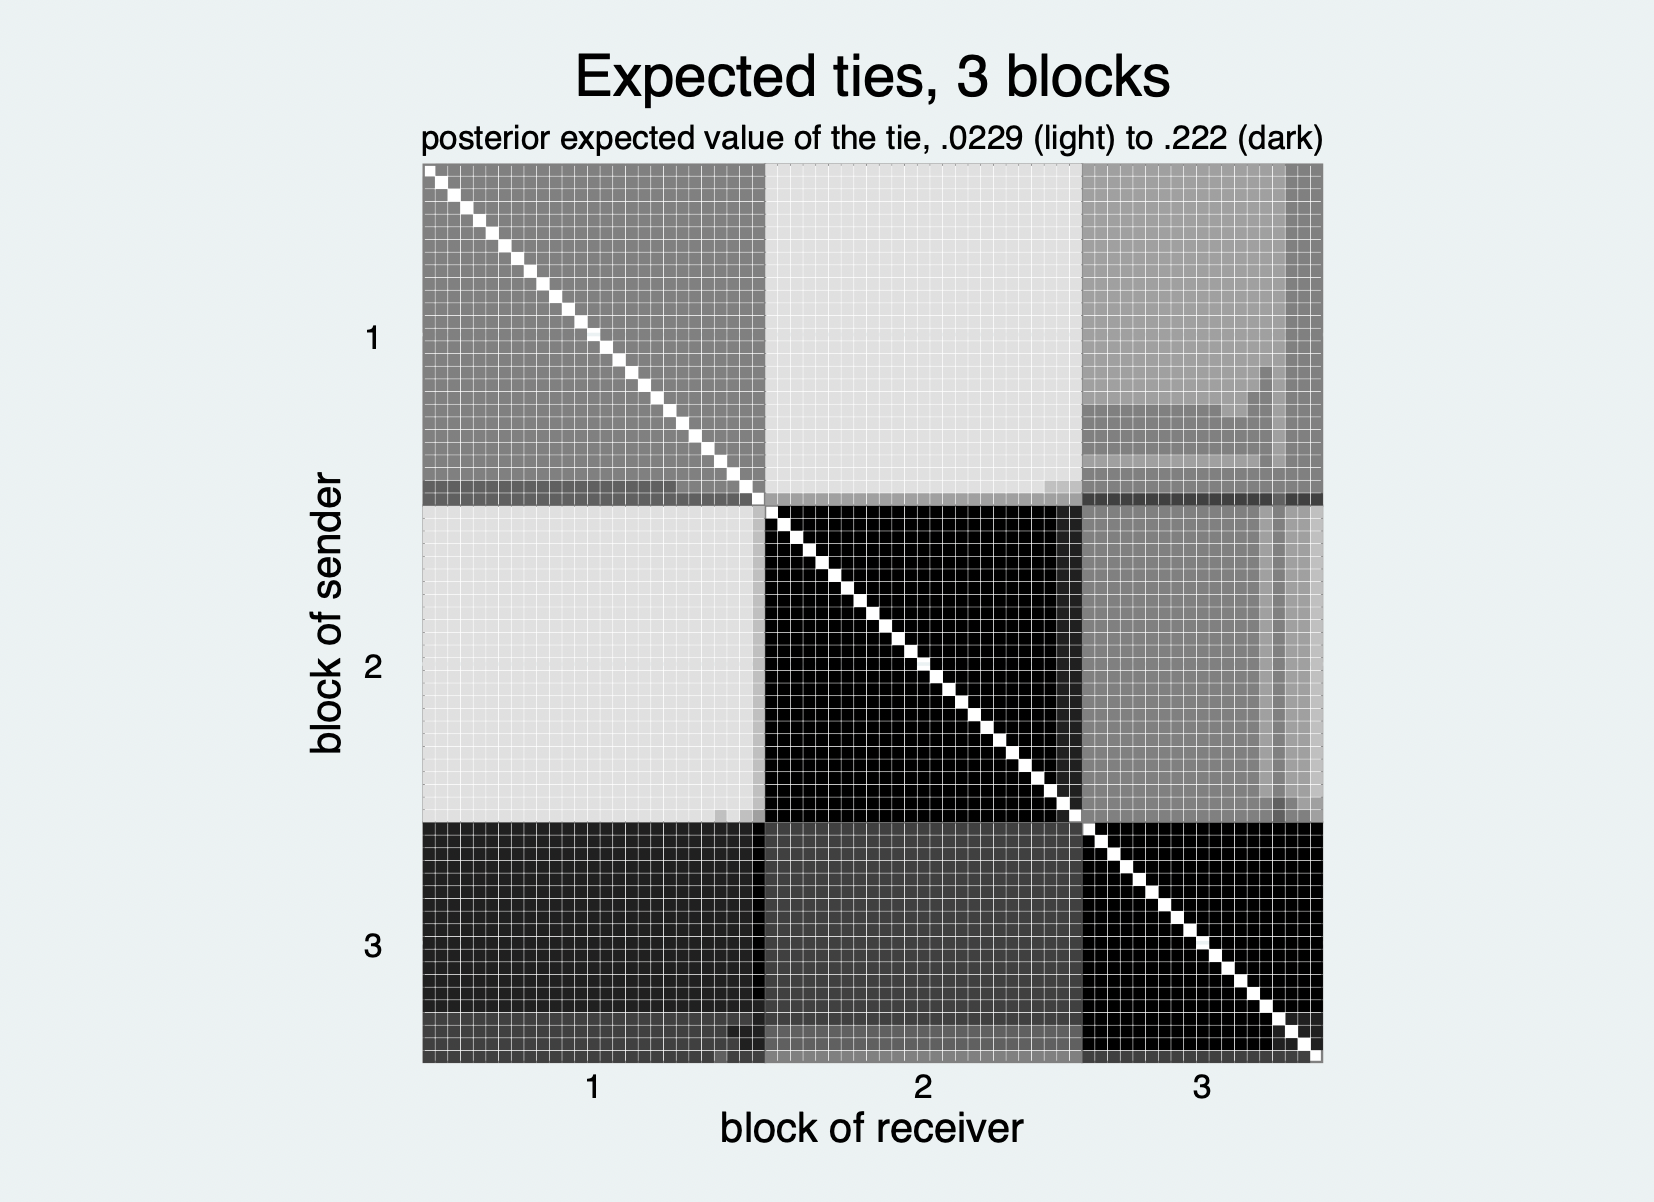 Expected ties, 3 blocks
posterior expected value of the tie, .0229 (light) to .222 (dark)
block of sender
1
2
3
1 2 3
block of receiver